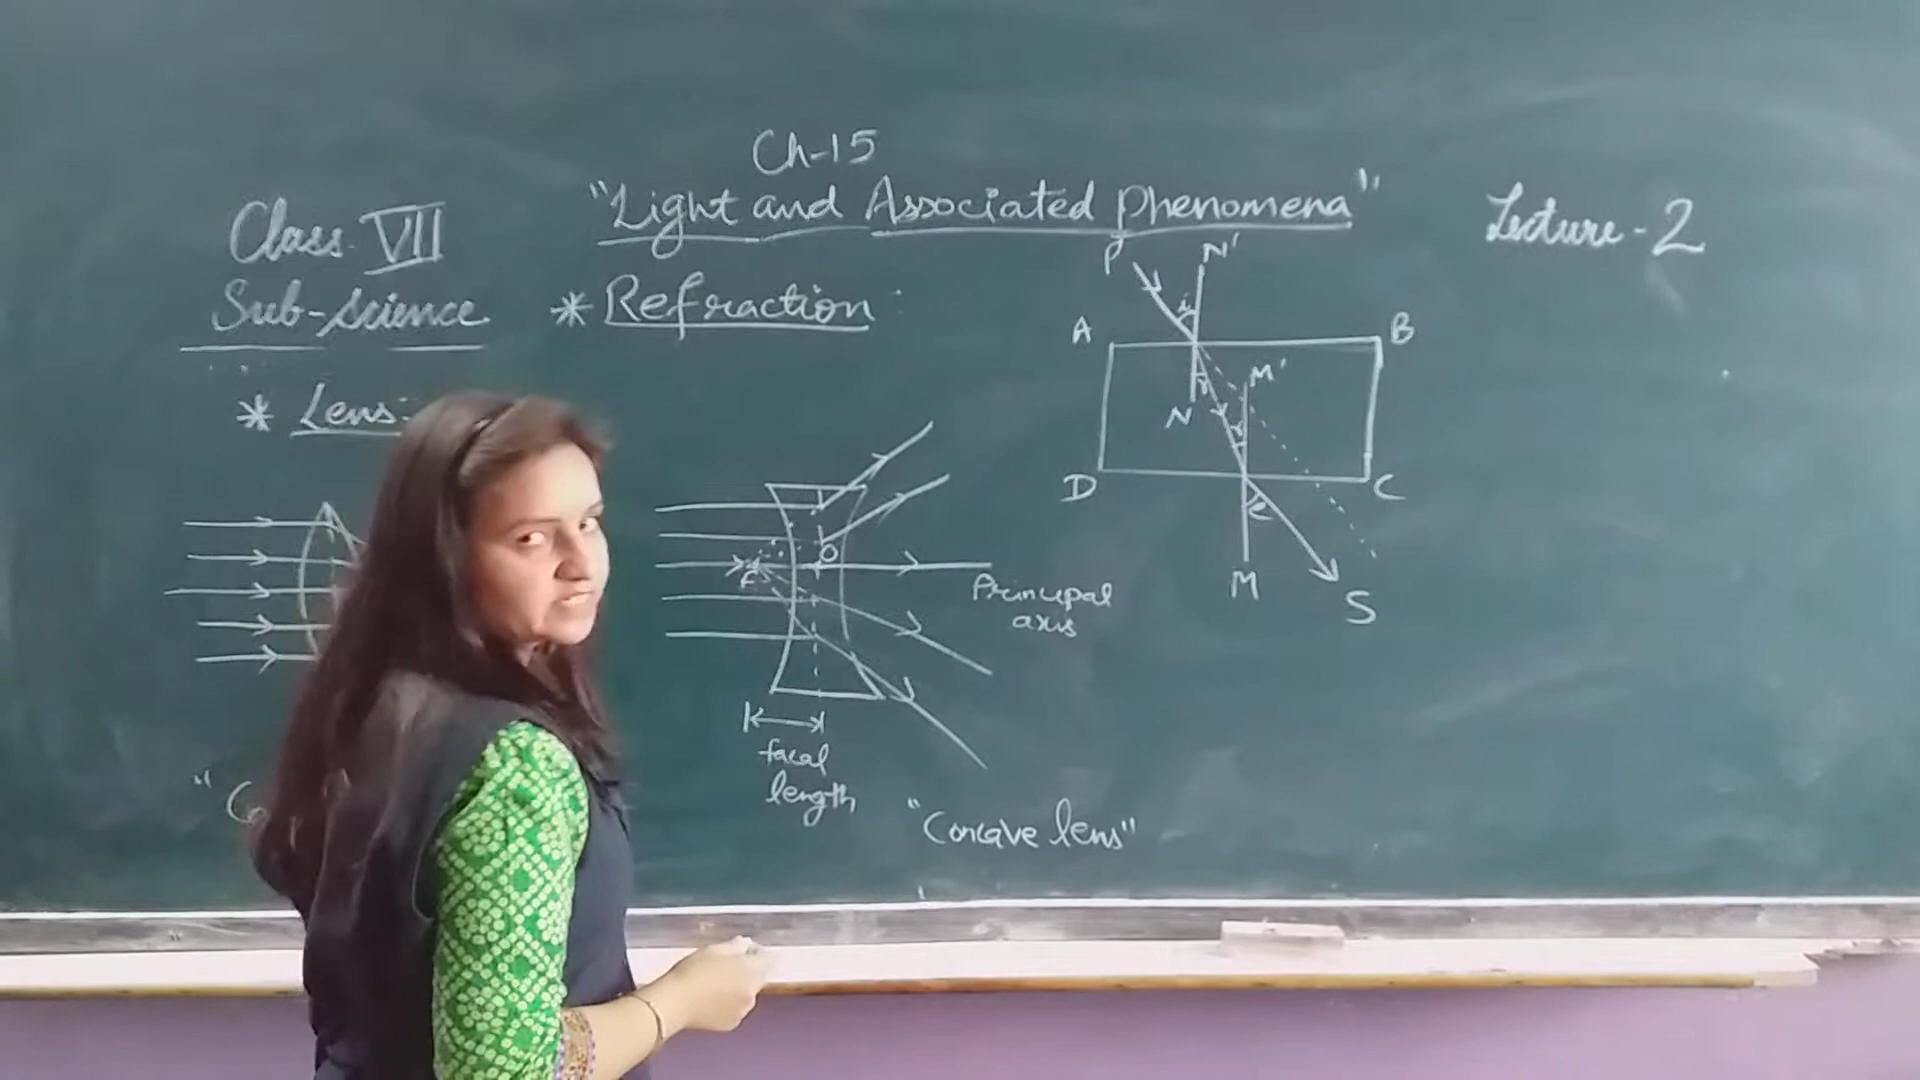 Ch-15
"Light and Associated Phenomena"
Class VII
Sub-science
Lecture-2
* Refraction:
* Lens:
P
N'
i
A
B
M'
r
N
r
D
C
e
M
S
O
F
Principal
axis
focal
length
"Concave lens"
"Co